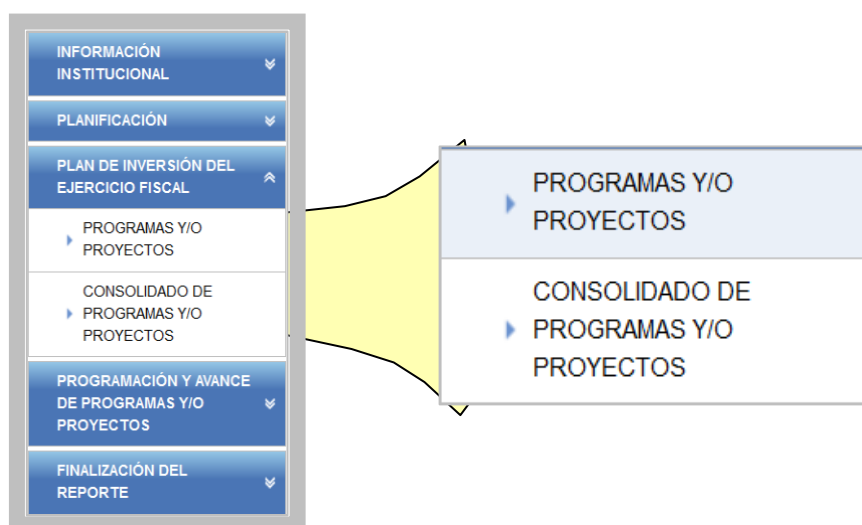 INFORMACIÓN
INSTITUCIONAL
PLANIFICACIÓN
PLAN DE INVERSIÓN DEL
EJERCICIO FISCAL
PROGRAMAS Y/O
PROYECTOS
CONSOLIDADO DE
PROGRAMAS Y/O
PROYECTOS
PROGRAMACIÓN Y AVANCE
DE PROGRAMAS Y/O
PROYECTOS
FINALIZACIÓN DEL
REPORTE
PROGRAMAS Y/O
PROYECTOS
CONSOLIDADO DE
PROGRAMAS Y/O
PROYECTOS